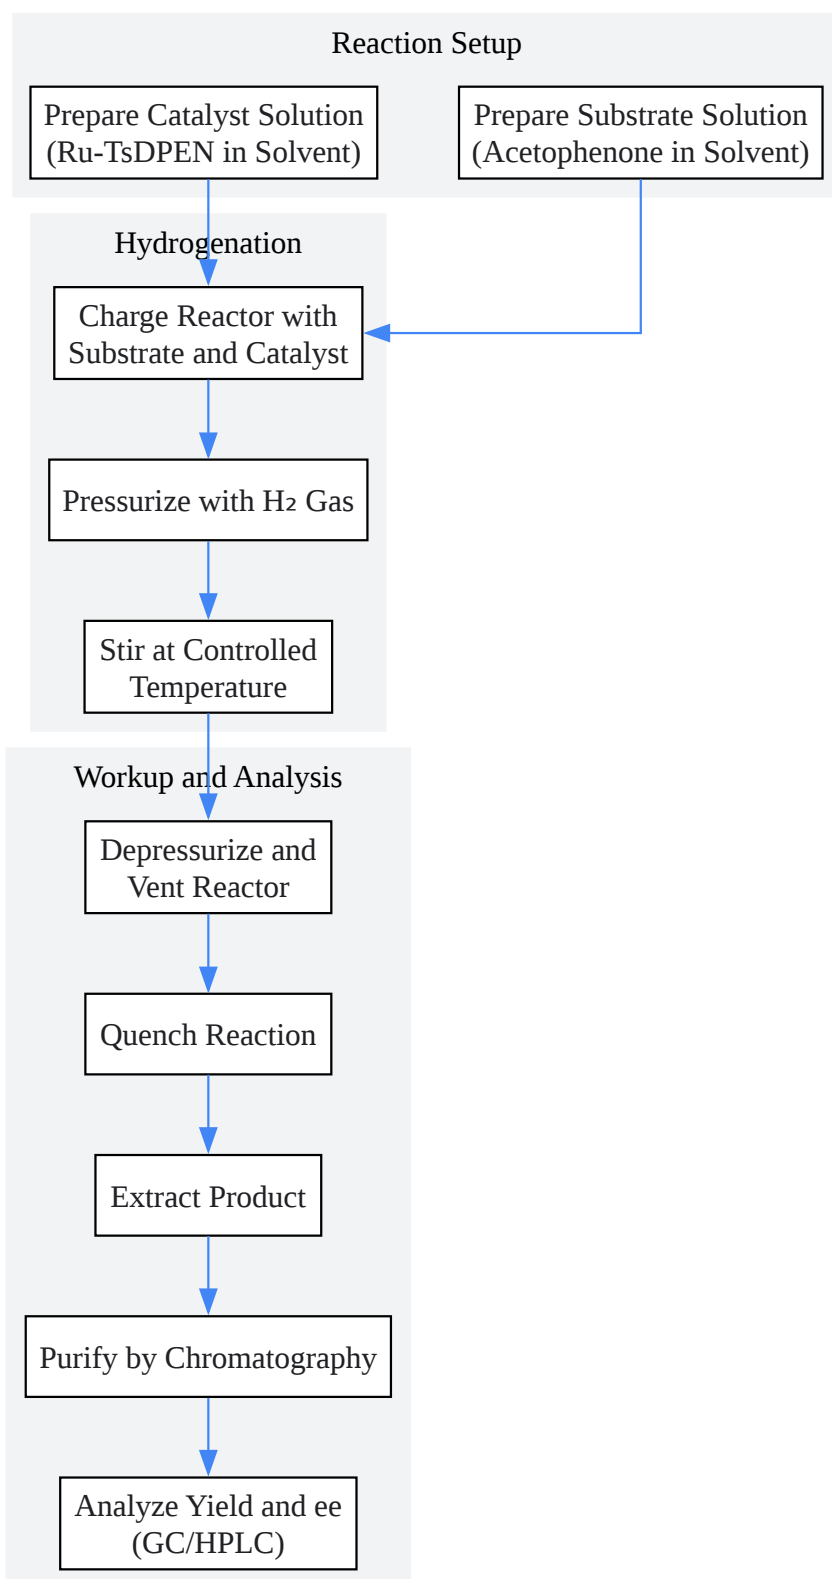 Reaction Setup
Prepare Catalyst Solution
(Ru-TsDPEN in Solvent)
Prepare Substrate Solution
(Acetophenone in Solvent)
Hydrogenation
Charge Reactor with
Substrate and Catalyst
Pressurize with H₂ Gas
Stir at Controlled
Temperature
Workup and Analysis
Depressurize and
Vent Reactor
Quench Reaction
Extract Product
Purify by Chromatography
Analyze Yield and ee
(GC/HPLC)